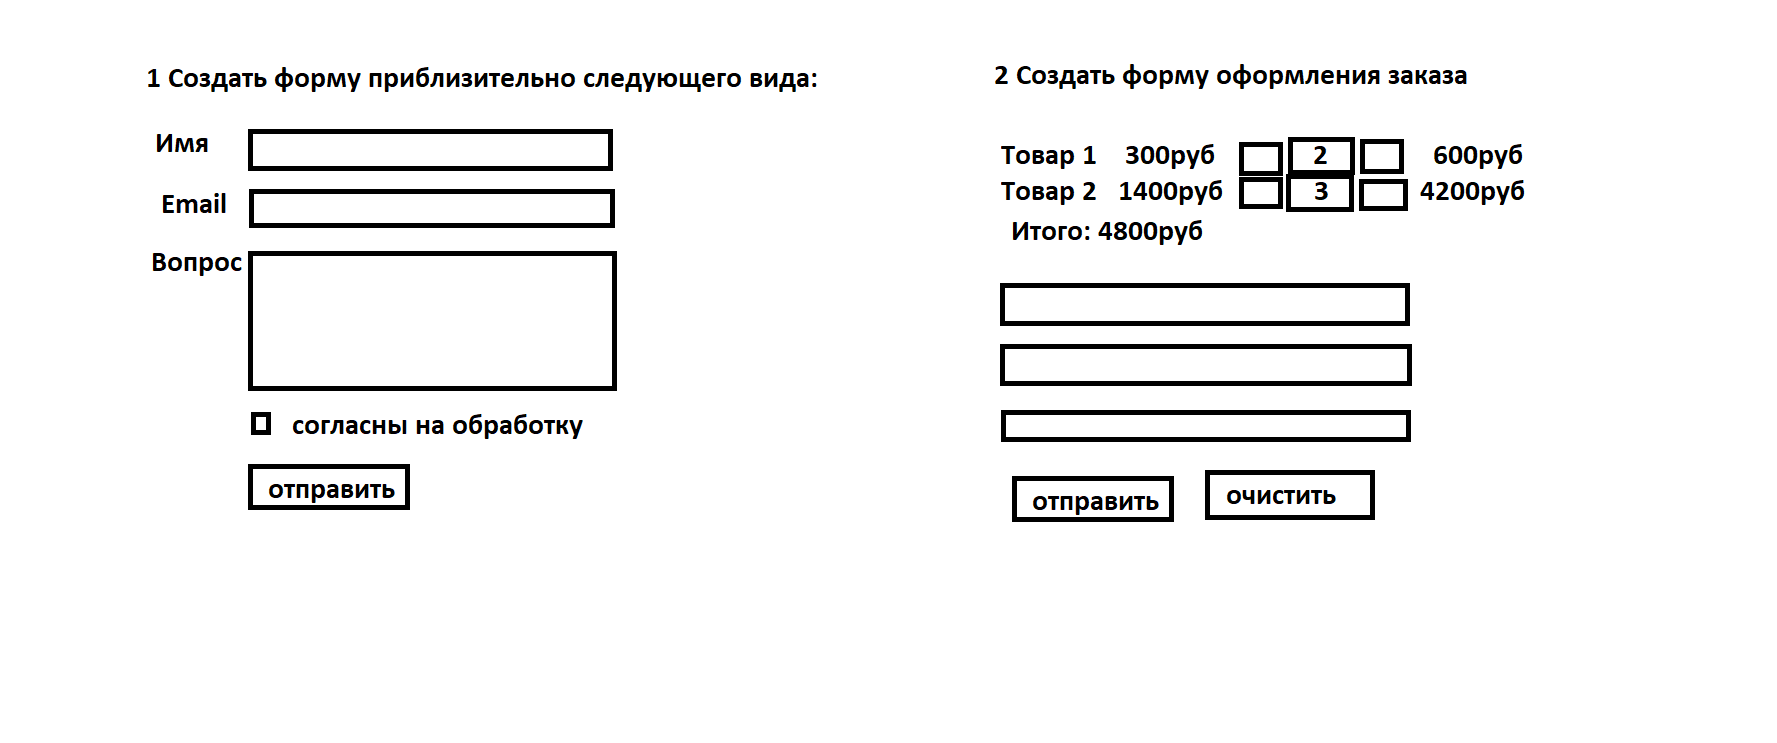 1 Создать форму приблизительно следующего вида:
Имя
Email
Вопрос
согласны на обработку
отправить
2 Создать форму оформления заказа
Товар 1 300руб 2 600руб
Товар 2 1400руб 3 4200руб
Итого: 4800руб
отправить
очистить